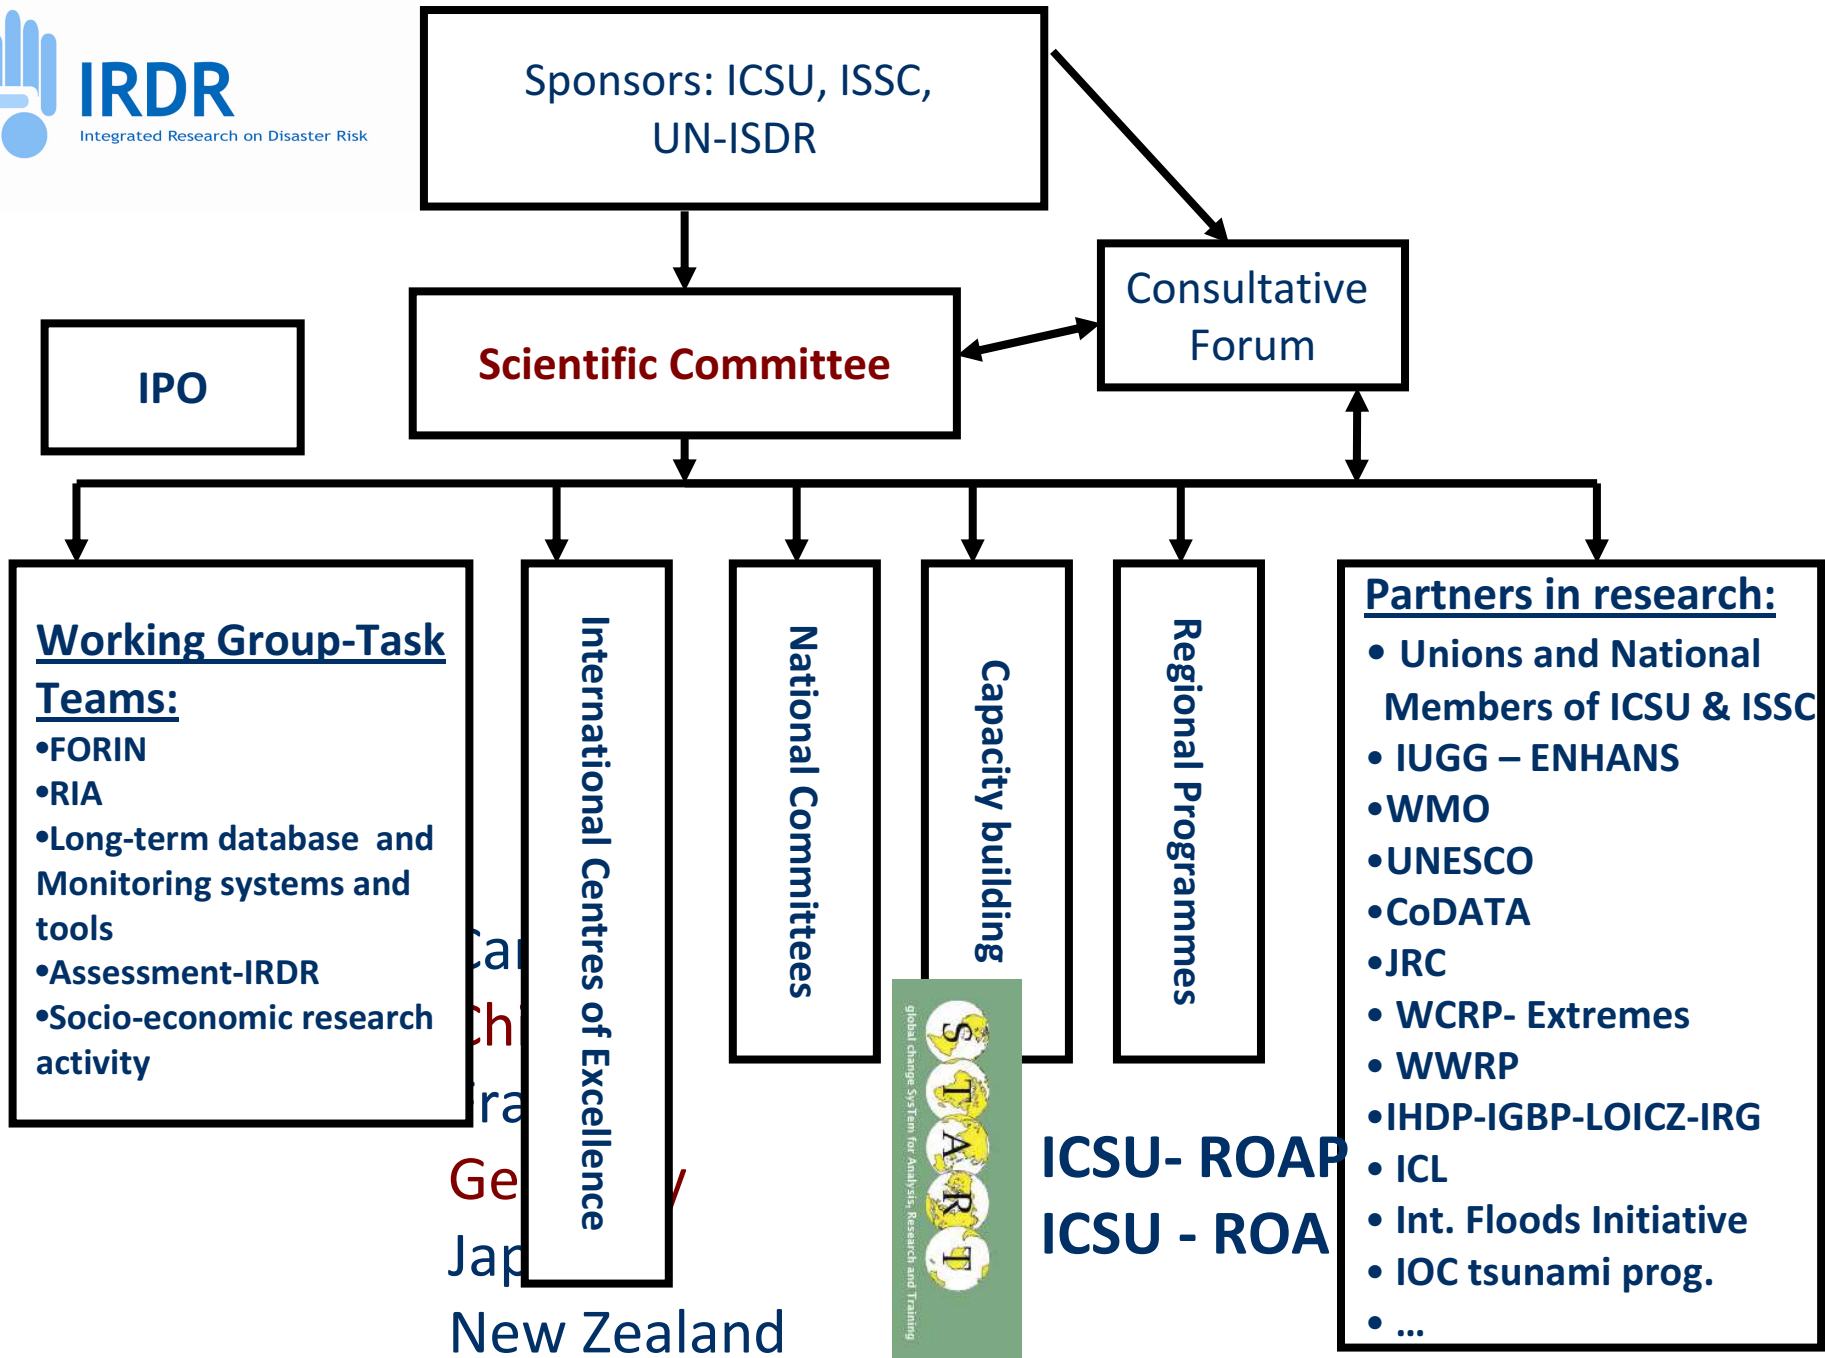 IRDR
Integrated Research on Disaster Risk
Sponsors: ICSU, ISSC,
UN-ISDR
Consultative
Forum
Scientific Committee
IPO
Working Group-Task
Teams:
•FORIN
•RIA
•Long-term database and
Monitoring systems and
tools
•Assessment-IRDR
•Socio-economic research
activity
International Centres of Excellence
National Committees
Capacity building
Regional Programmes
Partners in research:
• Unions and National
Members of ICSU & ISSC
• IUGG – ENHANS
•WMO
•UNESCO
•CoDATA
•JRC
• WCRP- Extremes
• WWRP
•IHDP-IGBP-LOICZ-IRG
• ICL
• Int. Floods Initiative
• IOC tsunami prog.
• ...
New Zealand
START
global change SysTem for Analysis, Research and Training
ICSU- ROAP
ICSU - ROA